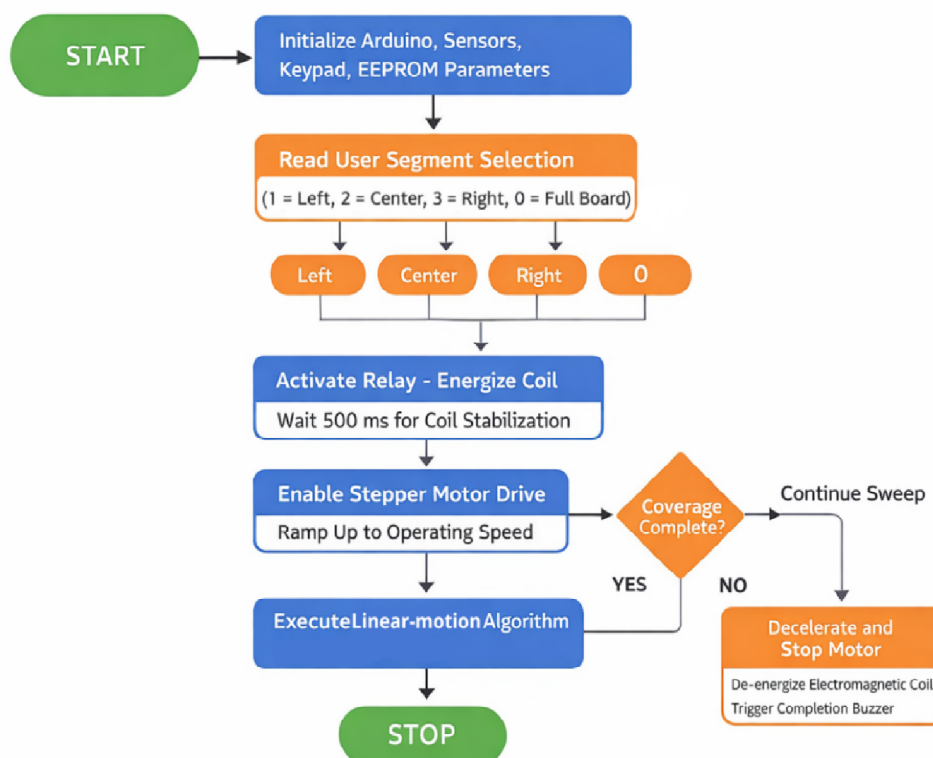 START
Initialize Arduino, Sensors,
Keypad, EEPROM Parameters
Read User Segment Selection
(1 = Left, 2 = Center, 3 = Right, 0 = Full Board)
Left
Center
Right
0
Activate Relay - Energize Coil
Wait 500 ms for Coil Stabilization
Enable Stepper Motor Drive
Ramp Up to Operating Speed
Coverage
Complete?
Continue Sweep
YES
NO
ExecuteLinear-motion Algorithm
Decelerate and
Stop Motor
De-energize Electromagnetic Coil
Trigger Completion Buzzer
STOP